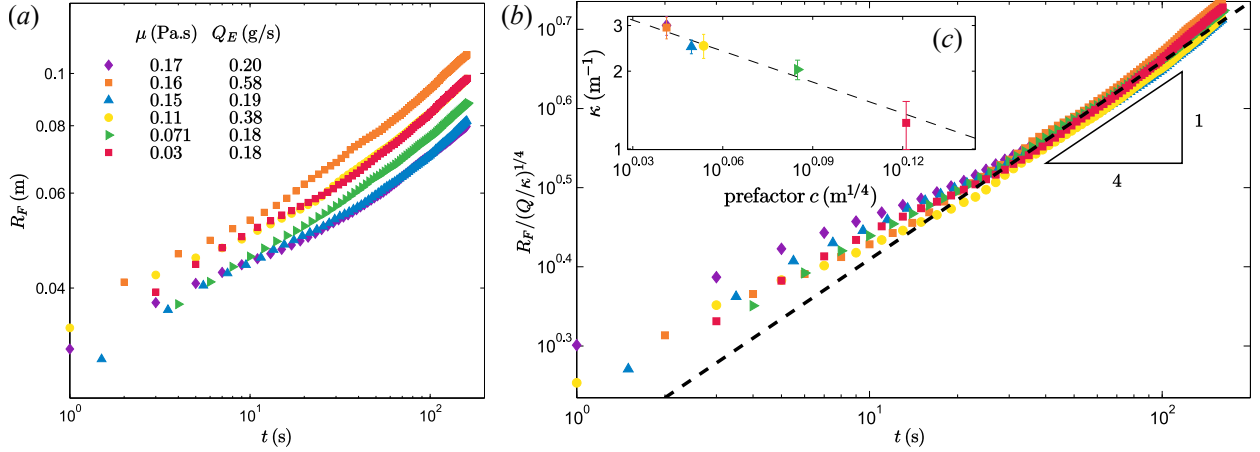 (a)
μ (Pa.s) Q_E (g/s)
0.17 0.20
0.16 0.58
0.15 0.19
0.11 0.38
0.071 0.18
0.03 0.18
0.1
0.08
0.06
0.04
R_F (m)
10^0 10^1 10^2
t (s)
(b)
10^0.7
10^0.6
10^0.5
10^0.4
10^0.3
R_F/(Q/κ)^1/4
10^0 10^1 10^2
t (s)
1
4
(c)
3
2
1
κ (m^−1)
0.03 0.06 0.09 0.12
prefactor c (m^1/4)